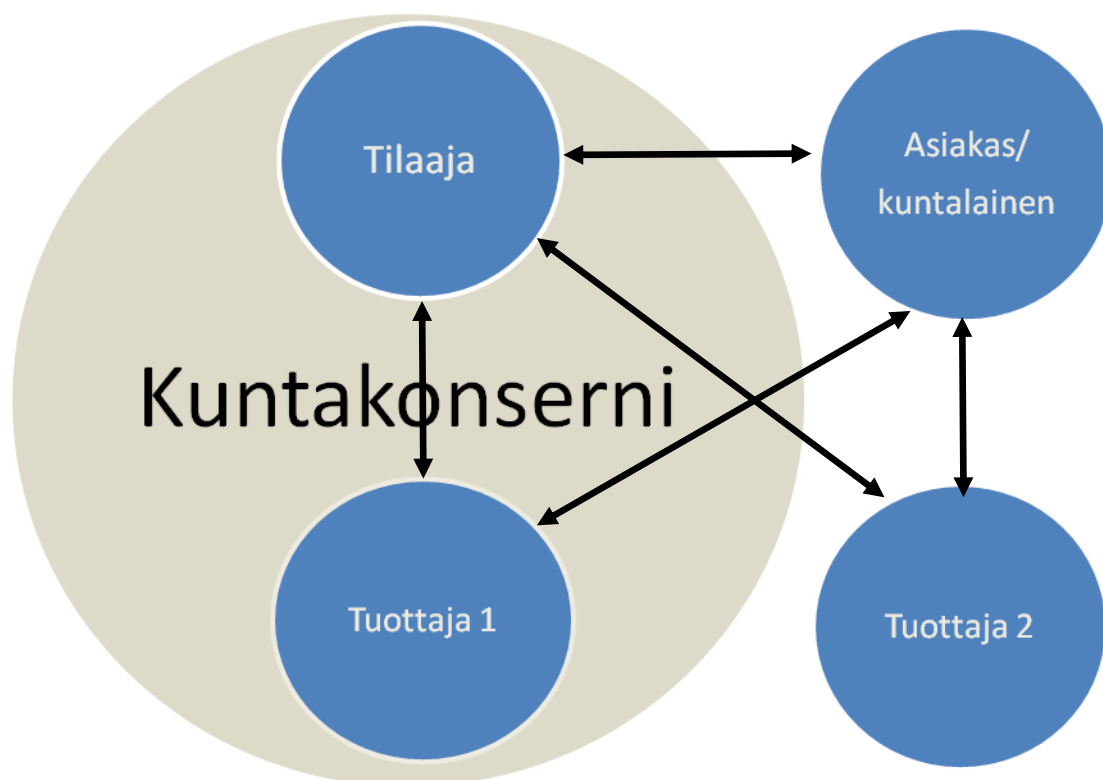 Tilaaja
Asiakas/
kuntalainen
Kuntakonserni
Tuottaja 1
Tuottaja 2